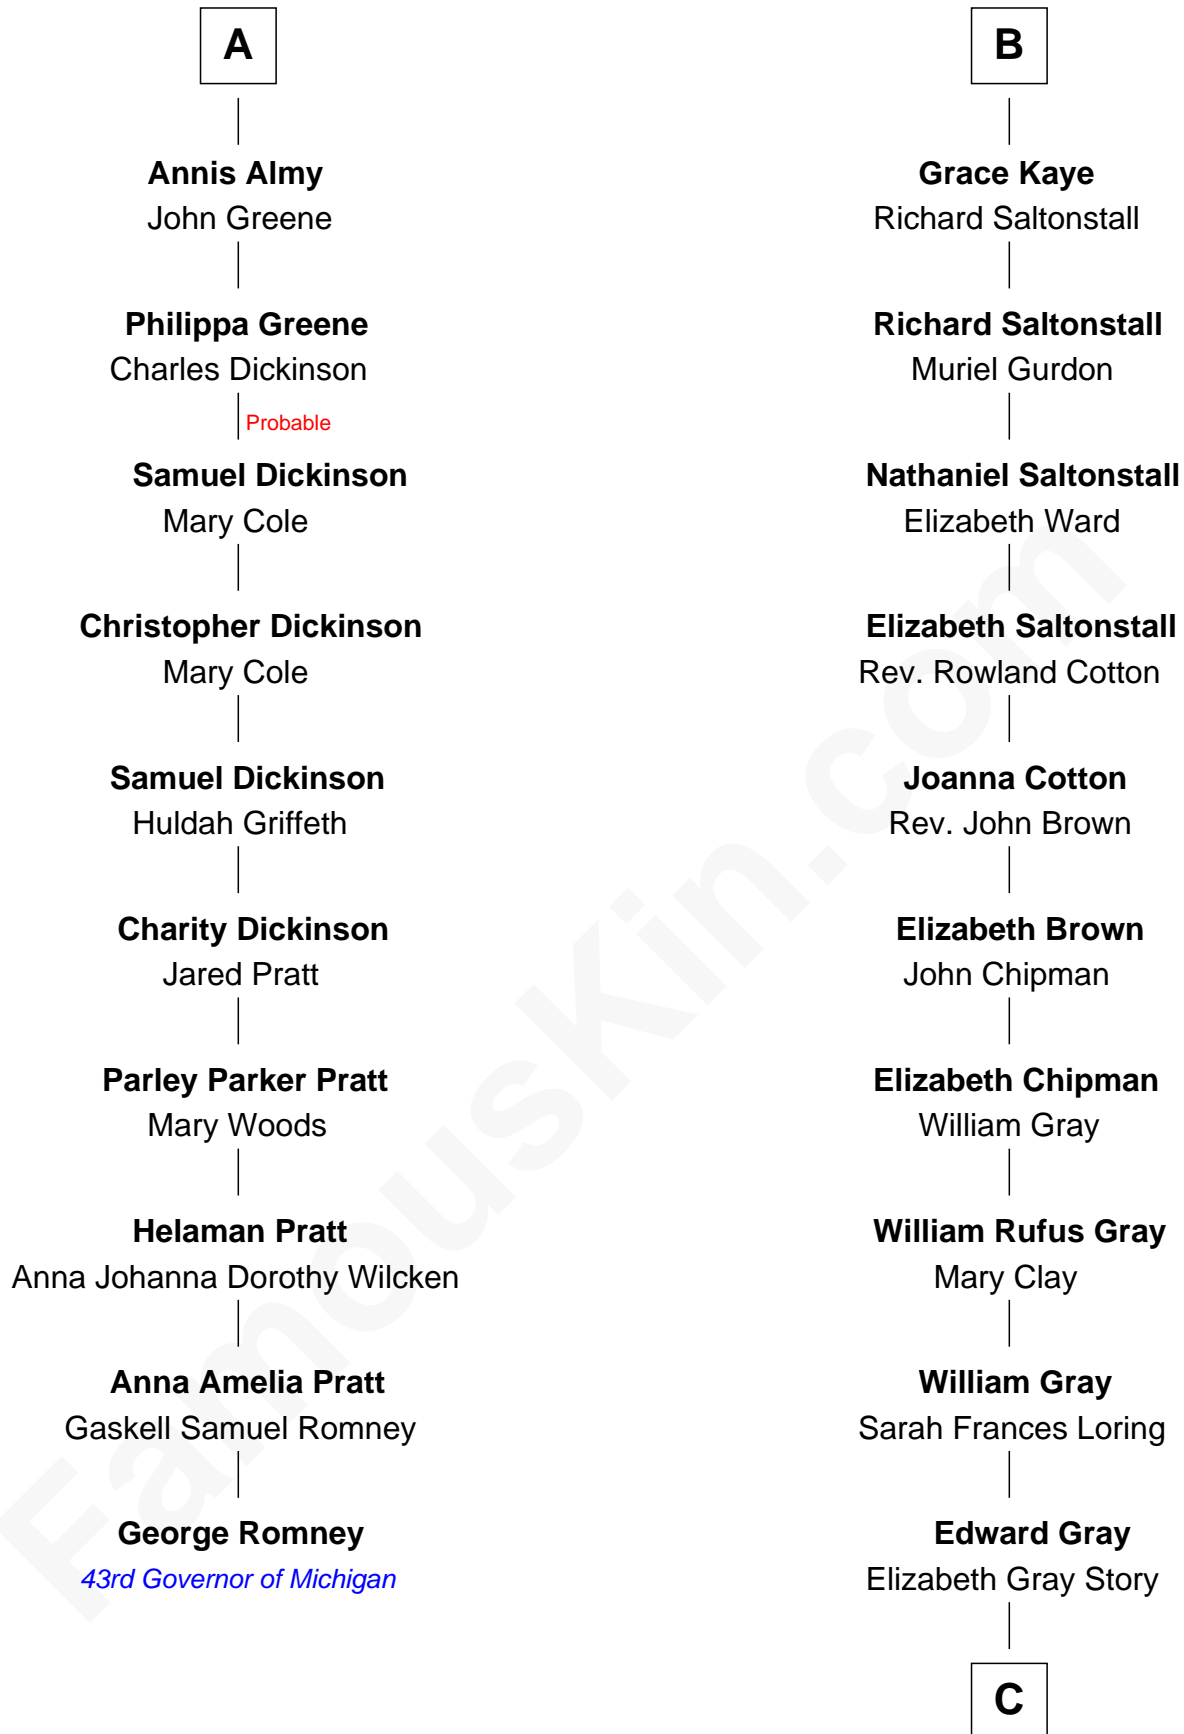 A
Annis Almy
John Greene
Philippa Greene
Charles Dickinson
Probable
Samuel Dickinson
Mary Cole
Christopher Dickinson
Mary Cole
Samuel Dickinson
Huldah Griffeth
Charity Dickinson
Jared Pratt
Parley Parker Pratt
Mary Woods
Helaman Pratt
Anna Johanna Dorothy Wilcken
Anna Amelia Pratt
Gaskell Samuel Romney
George Romney
43rd Governor of Michigan
B
Grace Kaye
Richard Saltonstall
Richard Saltonstall
Muriel Gurdon
Nathaniel Saltonstall
Elizabeth Ward
Elizabeth Saltonstall
Rev. Rowland Cotton
Joanna Cotton
Rev. John Brown
Elizabeth Brown
John Chipman
Elizabeth Chipman
William Gray
William Rufus Gray
Mary Clay
William Gray
Sarah Frances Loring
Edward Gray
Elizabeth Gray Story
C
FamousKin.com